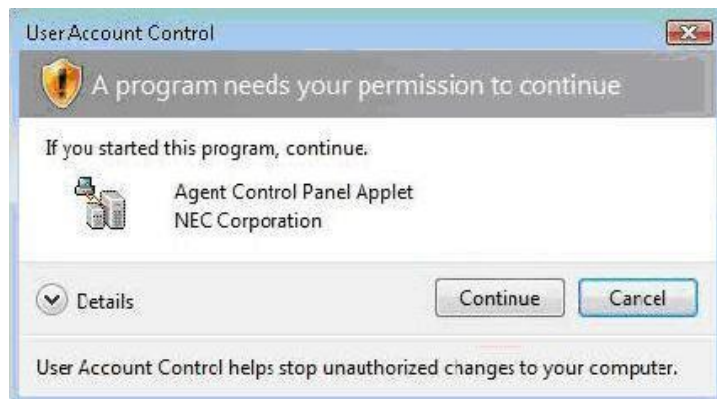 User Account Control
A program needs your permission to continue
If you started this program, continue.
Agent Control Panel Applet
NEC Corporation
Details
Continue
Cancel
User Account Control helps stop unauthorized changes to your computer.